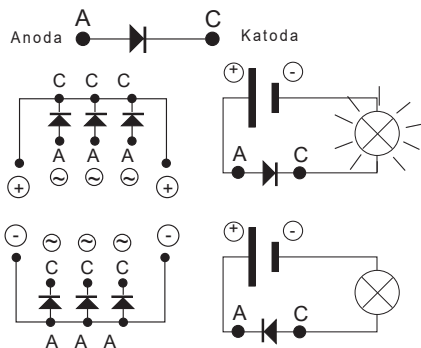 Anoda A C Katoda
C C C
A A A
~ ~ ~
+ +
+ -
A C
- ~ ~ ~ -
C C C
A A A
+ -
A C